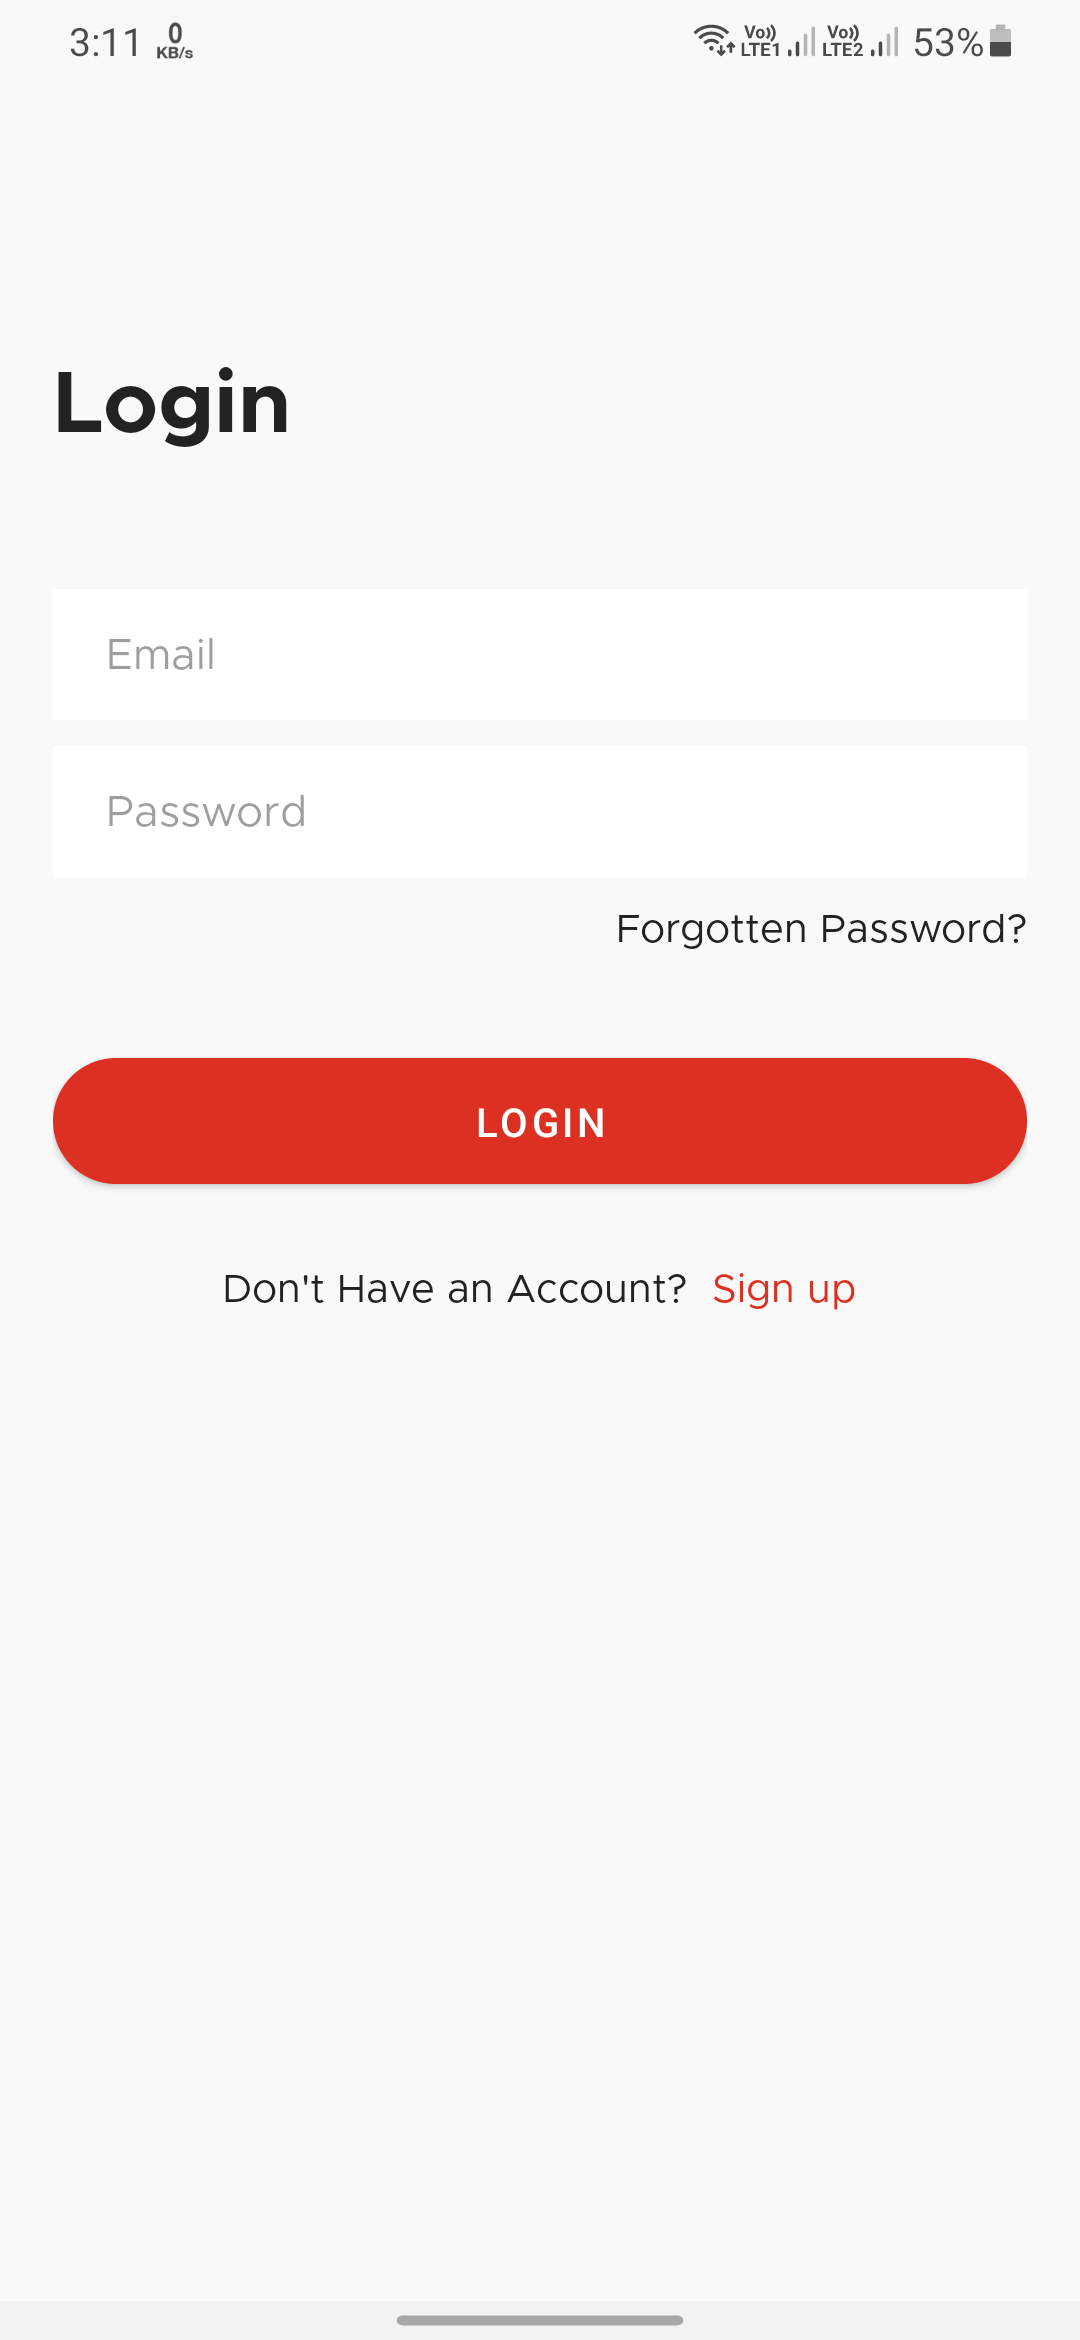 3:11 0 KB/s Vo)) LTE1 Vo)) LTE2 53%
Login
Email
Password
Forgotten Password?
LOGIN
Don't Have an Account? Sign up